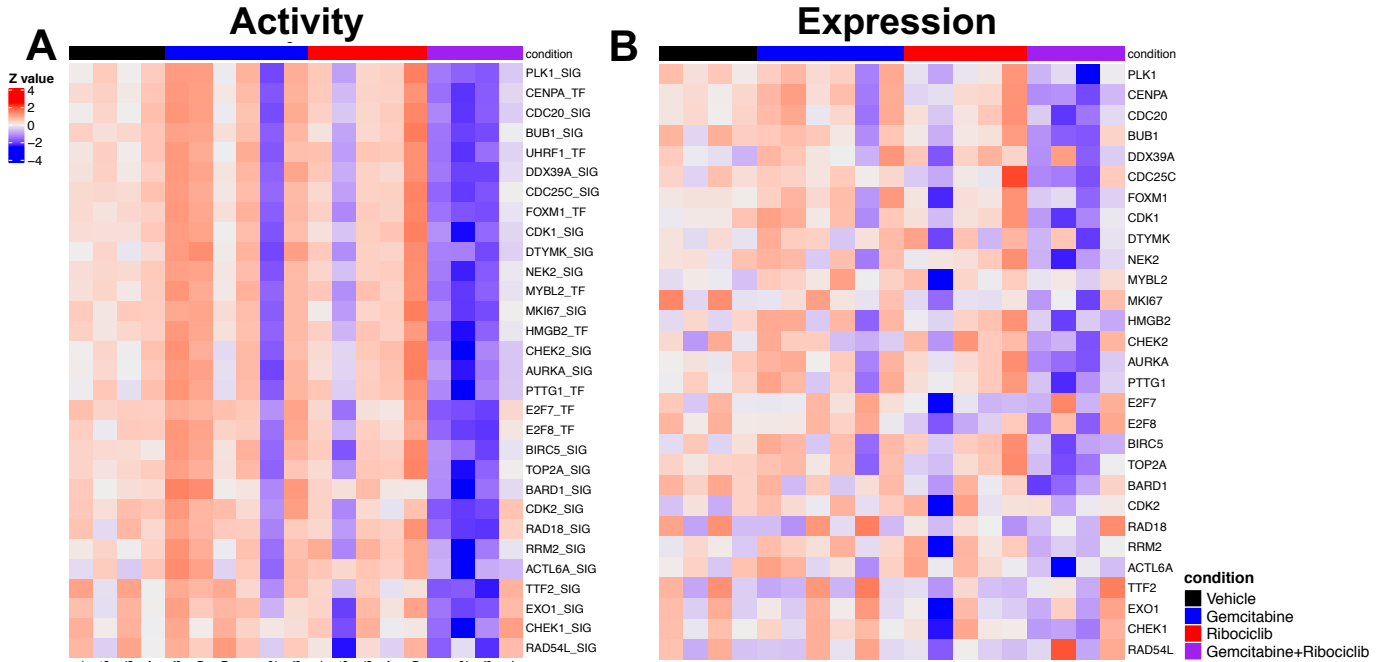 Activity
Expression
A
B
condition
condition
Z value
4
2
0
−2
−4
PLK1_SIG
CENPA_TF
CDC20_SIG
BUB1_SIG
UHRF1_TF
DDX39A_SIG
CDC25C_SIG
FOXM1_TF
CDK1_SIG
DTYMK_SIG
NEK2_SIG
MYBL2_TF
MKI67_SIG
HMGB2_TF
CHEK2_SIG
AURKA_SIG
PTTG1_TF
E2F7_TF
E2F8_TF
BIRC5_SIG
TOP2A_SIG
BARD1_SIG
CDK2_SIG
RAD18_SIG
RRM2_SIG
ACTL6A_SIG
TTF2_SIG
EXO1_SIG
CHEK1_SIG
RAD54L_SIG
PLK1
CENPA
CDC20
BUB1
DDX39A
CDC25C
FOXM1
CDK1
DTYMK
NEK2
MYBL2
MKI67
HMGB2
CHEK2
AURKA
PTTG1
E2F7
E2F8
BIRC5
TOP2A
BARD1
CDK2
RAD18
RRM2
ACTL6A
TTF2
EXO1
CHEK1
RAD54L
condition
Vehicle
Gemcitabine
Ribociclib
Gemcitabine+Ribociclib